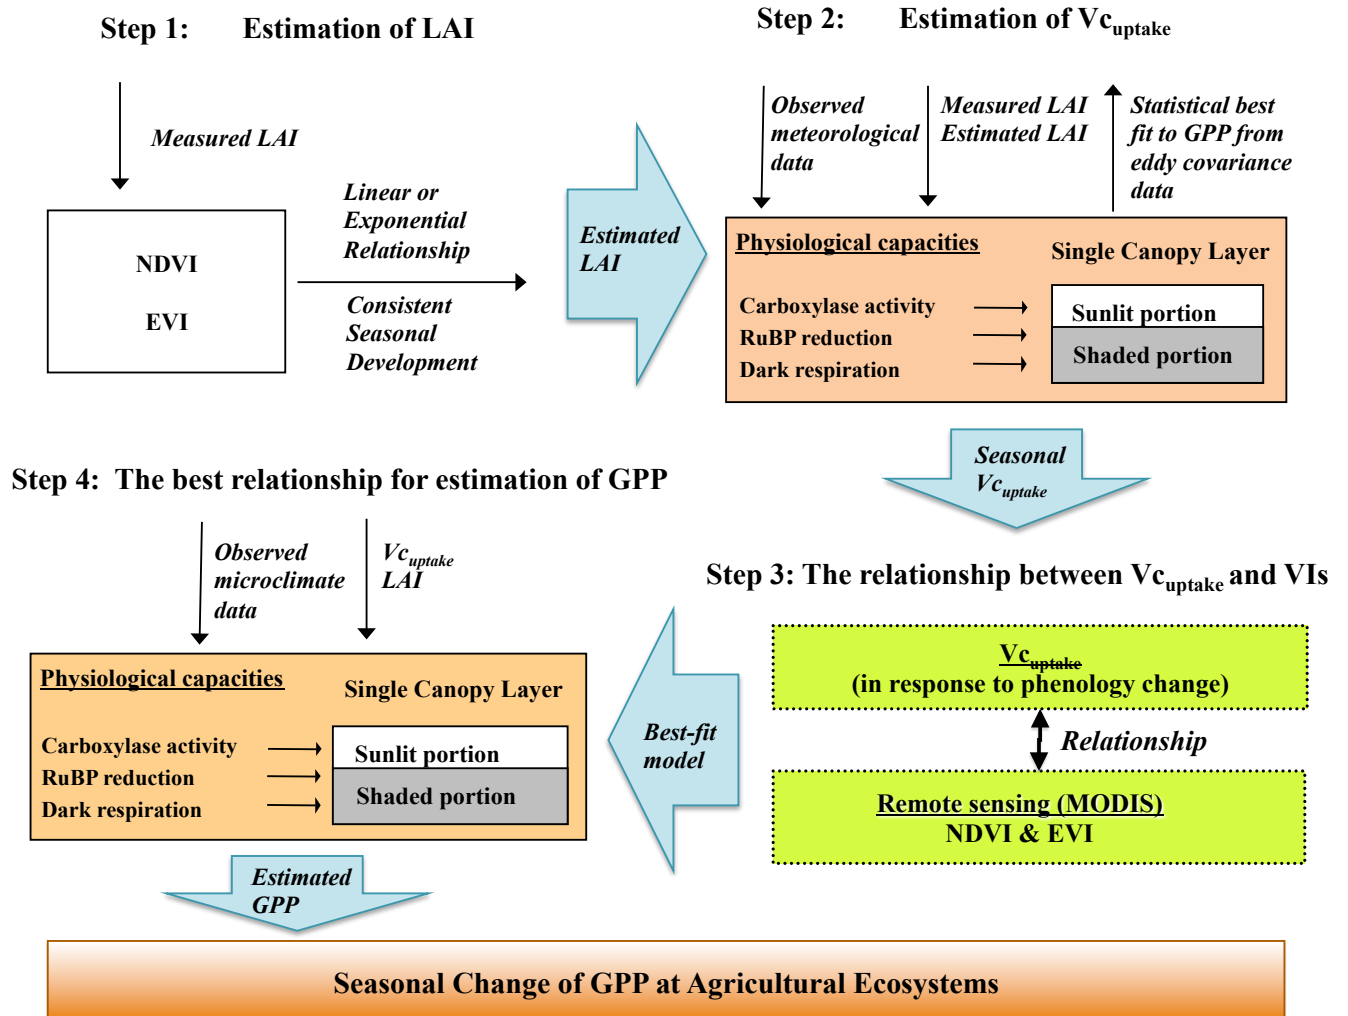 Step 1: Estimation of LAI
Measured LAI
NDVI
EVI
Linear or
Exponential
Relationship
Consistent
Seasonal
Development
Estimated
LAI
Step 2: Estimation of Vcuptake
Observed
meteorological
data
Measured LAI
Estimated LAI
Statistical best
fit to GPP from
eddy covariance
data
Physiological capacities
Single Canopy Layer
Carboxylase activity
RuBP reduction
Dark respiration
Sunlit portion
Shaded portion
Seasonal
Vcuptake
Step 3: The relationship between Vcuptake and VIs
Vcuptake
(in response to phenology change)
Relationship
Remote sensing (MODIS)
NDVI & EVI
Best-fit
model
Step 4: The best relationship for estimation of GPP
Observed
microclimate
data
Vcuptake
LAI
Physiological capacities
Single Canopy Layer
Carboxylase activity
RuBP reduction
Dark respiration
Sunlit portion
Shaded portion
Estimated
GPP
Seasonal Change of GPP at Agricultural Ecosystems